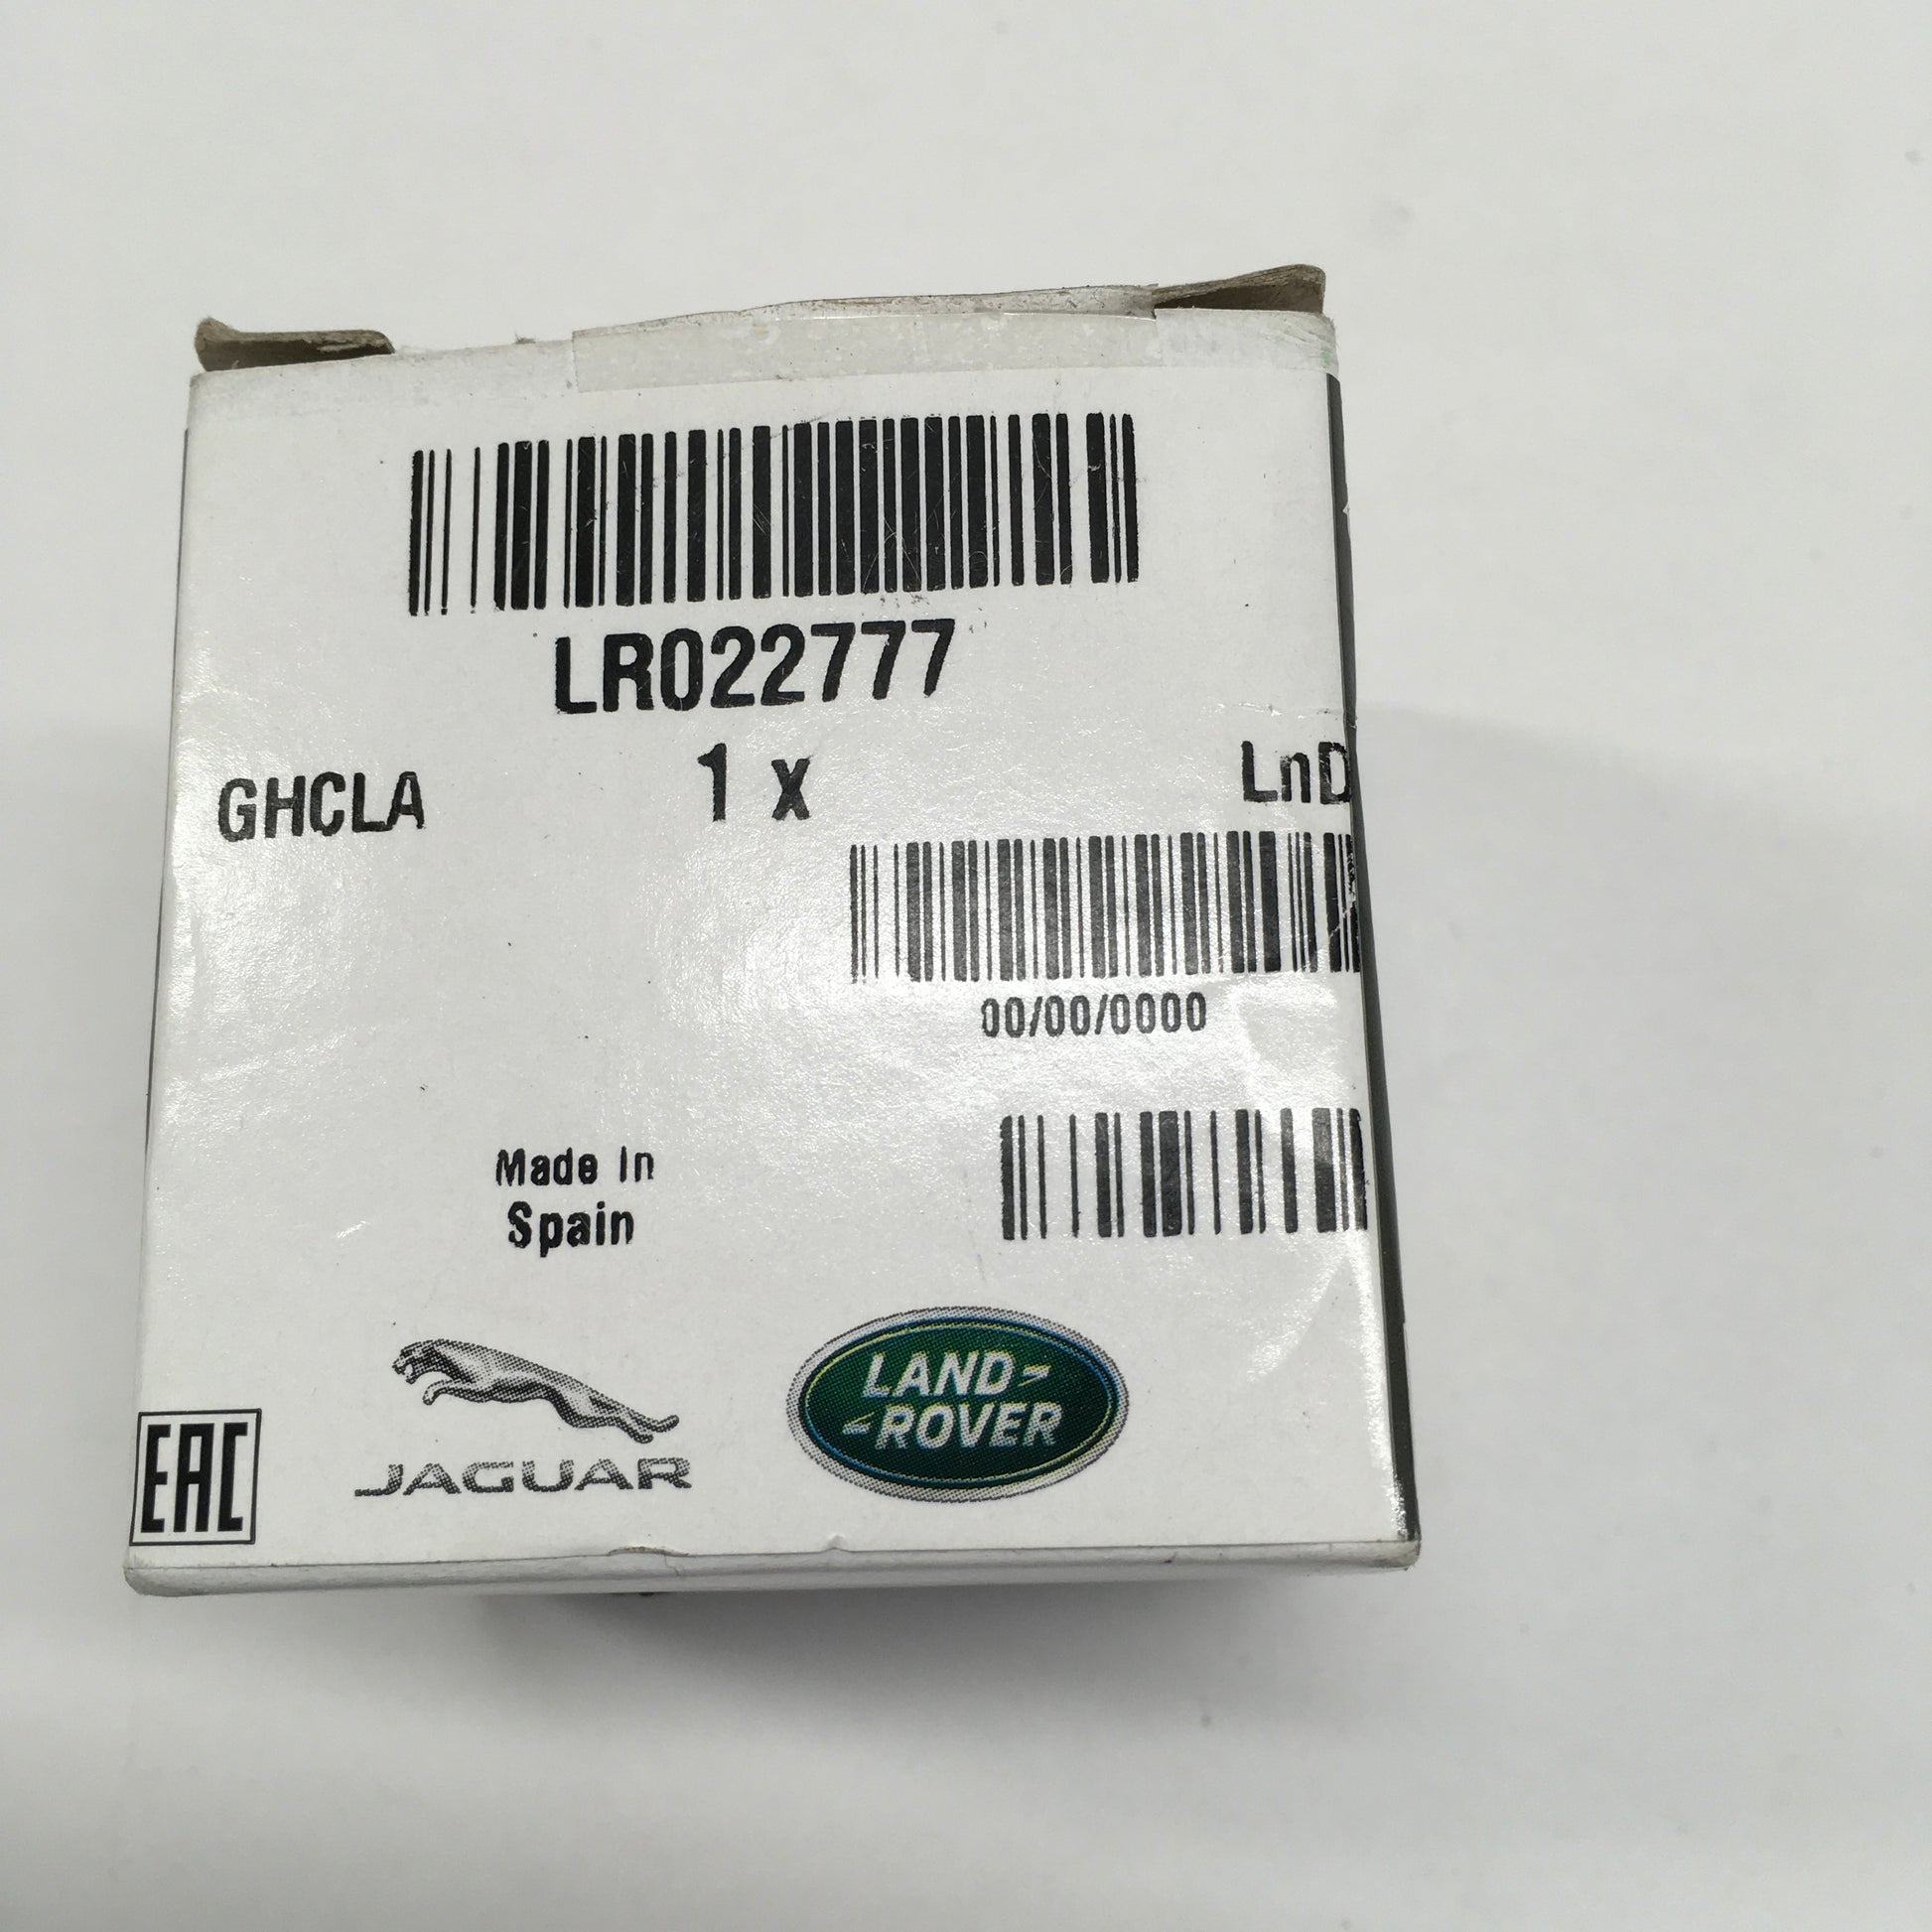 LR022777
GHCLA 1 x LnD
00/00/0000
Made In
Spain
JAGUAR
LAND-
-ROVER
EAC